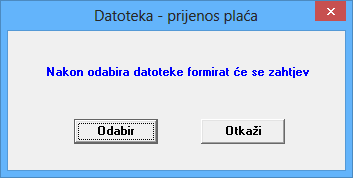 Datoteka - prijenos plaća
Nakon odabira datoteke formirat će se zahtjev
Odabir
Otkaži